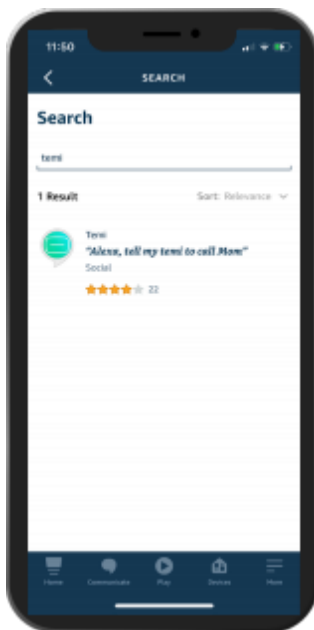 11:50
SEARCH
Search
temi
1 Result
Sort: Relevance
Temi
"Alexa, tell my temi to call Mom"
Social
22
Home Communicate Play Devices More